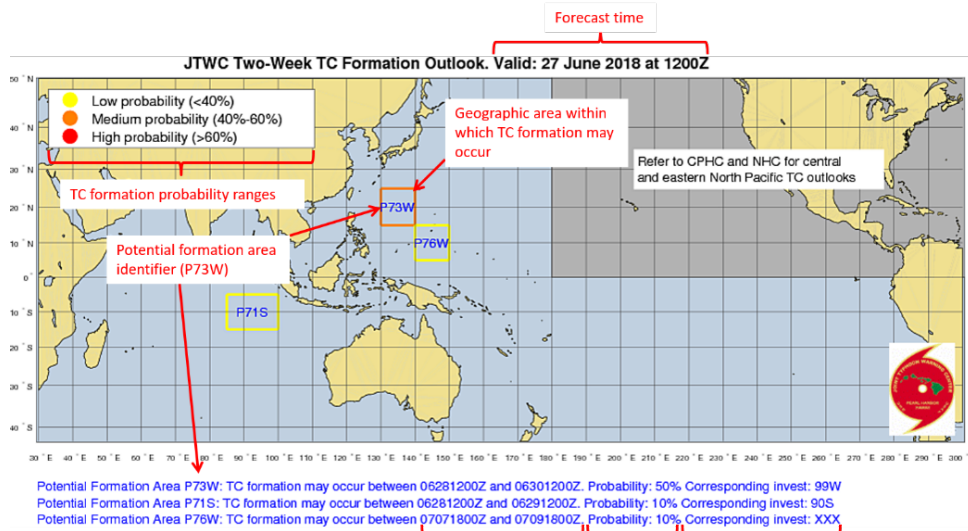 Forecast time
JTWC Two-Week TC Formation Outlook. Valid: 27 June 2018 at 1200Z
50 ° N
Low probability (<40%)
Medium probability (40%-60%)
High probability (>60%)
40 ° N
Geographic area within
which TC formation may
occur
Refer to CPHC and NHC for central
and eastern North Pacific TC outlooks
30 ° N
TC formation probability ranges
20 ° N
P73W
Potential formation area
identifier (P73W)
P76W
10 ° N
0 ° N
P71S
10 ° S
20 ° S
30 ° S
40 ° S
30 ° E 40 ° E 50 ° E 60 ° E 70 ° E 80 ° E 90 ° E 100 ° E 110 ° E 120 ° E 130 ° E 140 ° E 150 ° E 160 ° E 170 ° E 180 ° E 190 ° E 200 ° E 210 ° E 220 ° E 230 ° E 240 ° E 250 ° E 260 ° E 270 ° E 280 ° E 290 ° E 300 °
Potential Formation Area P73W: TC formation may occur between 06281200Z and 06301200Z. Probability: 50% Corresponding invest: 99W
Potential Formation Area P71S: TC formation may occur between 06281200Z and 06291200Z. Probability: 10% Corresponding invest: 90S
Potential Formation Area P76W: TC formation may occur between 07071800Z and 07091800Z. Probability: 10% Corresponding invest: XXX